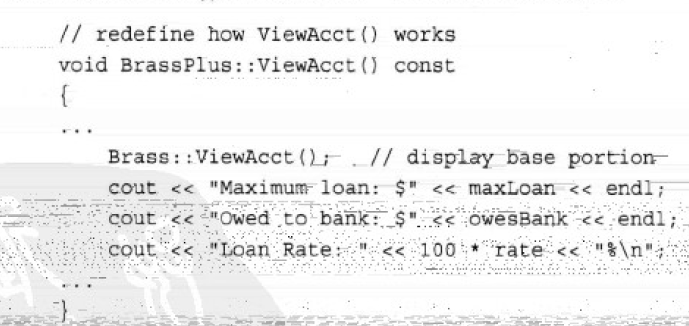 // redefine how ViewAcct() works
void BrassPlus::ViewAcct() const
{
...
Brass::ViewAcct(); // display base portion
cout << "Maximum loan: $" << maxLoan << endl;
cout << "Owed to bank: $" << owesBank << endl;
cout << "Loan Rate: " << 100 * rate << "%\n";
...
}